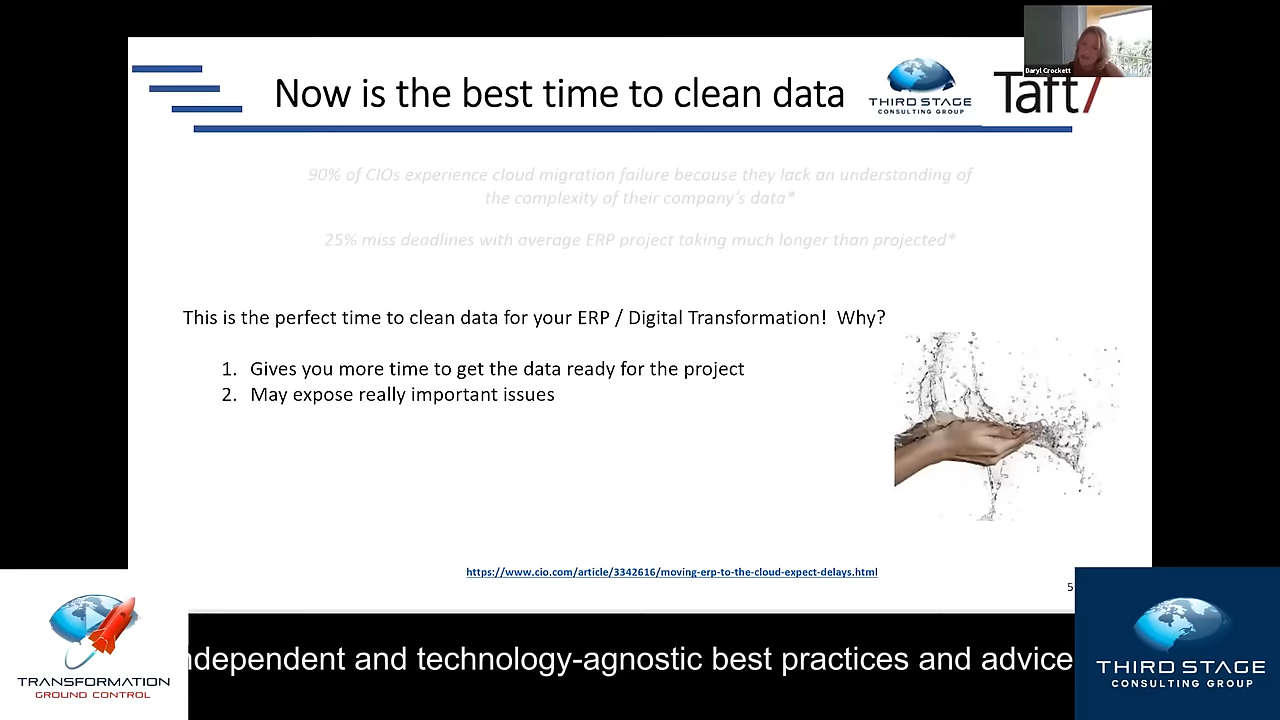 Daryl Crockett
Now is the best time to clean data
THIRD STAGE
CONSULTING GROUP
Taft7
90% of CIOs experience cloud migration failure because they lack an understanding of
the complexity of their company's data*
25% miss deadlines with average ERP project taking much longer than projected*
This is the perfect time to clean data for your ERP / Digital Transformation!  Why?
1. Gives you more time to get the data ready for the project
2. May expose really important issues
https://www.cio.com/article/3342616/moving-erp-to-the-cloud-expect-delays.html
5
TRANSFORMATION
GROUND CONTROL
ndependent and technology-agnostic best practices and advice
THIRD STAGE
CONSULTING GROUP